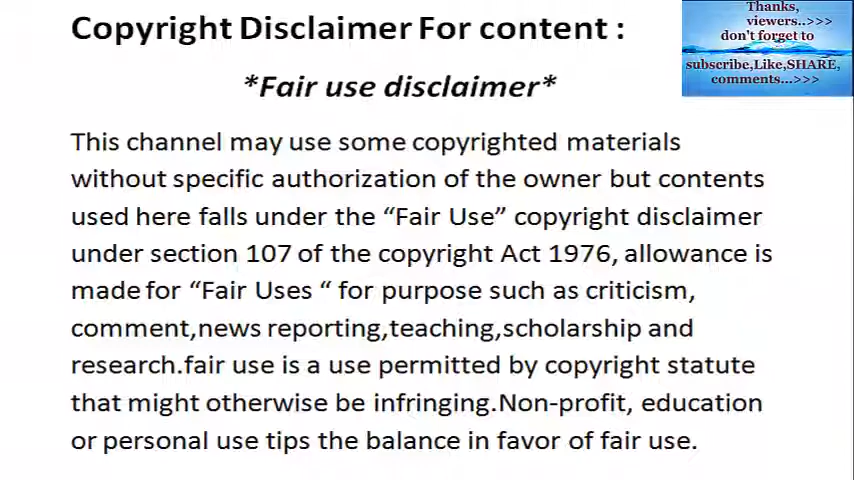 Copyright Disclaimer For content :
Thanks,
viewers..>>>
don't forget to
subscribe,Like,SHARE,
comments...>>>
*Fair use disclaimer*
This channel may use some copyrighted materials
without specific authorization of the owner but contents
used here falls under the “Fair Use” copyright disclaimer
under section 107 of the copyright Act 1976, allowance is
made for “Fair Uses “ for purpose such as criticism,
comment,news reporting,teaching,scholarship and
research.fair use is a use permitted by copyright statute
that might otherwise be infringing.Non-profit, education
or personal use tips the balance in favor of fair use.